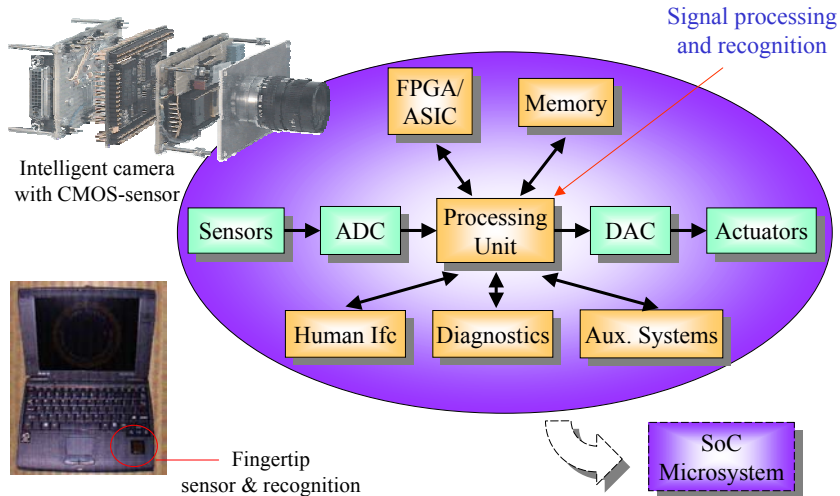 Signal processing
and recognition
FPGA/
ASIC
Memory
Intelligent camera
with CMOS-sensor
Sensors
ADC
Processing
Unit
DAC
Actuators
Human Ifc
Diagnostics
Aux. Systems
Fingertip
sensor & recognition
SoC
Microsystem